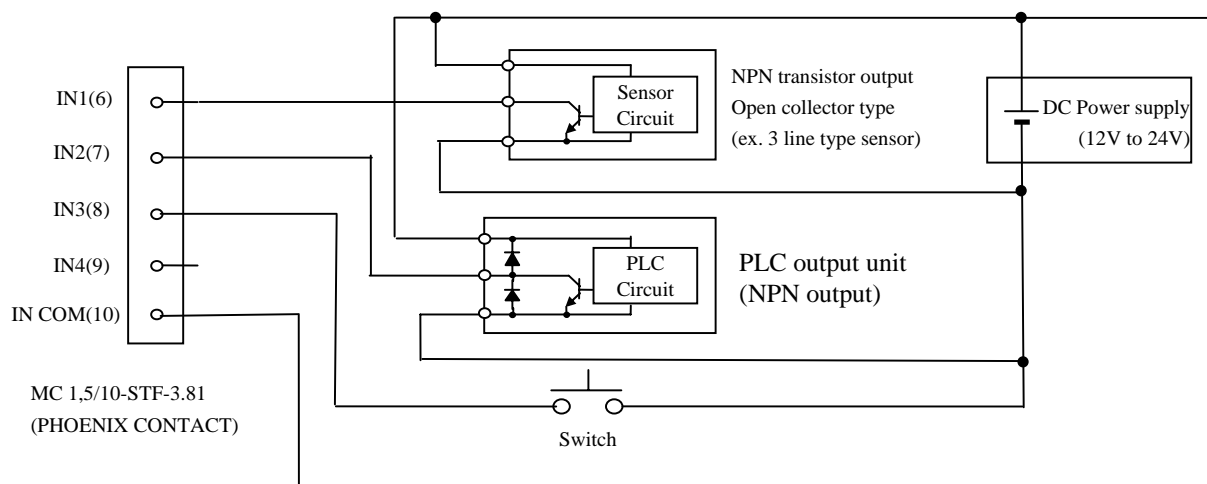 IN1(6)
IN2(7)
IN3(8)
IN4(9)
IN COM(10)
MC 1,5/10-STF-3.81
(PHOENIX CONTACT)
Sensor
Circuit
NPN transistor output
Open collector type
(ex. 3 line type sensor)
DC Power supply
(12V to 24V)
PLC
Circuit
PLC output unit
(NPN output)
Switch